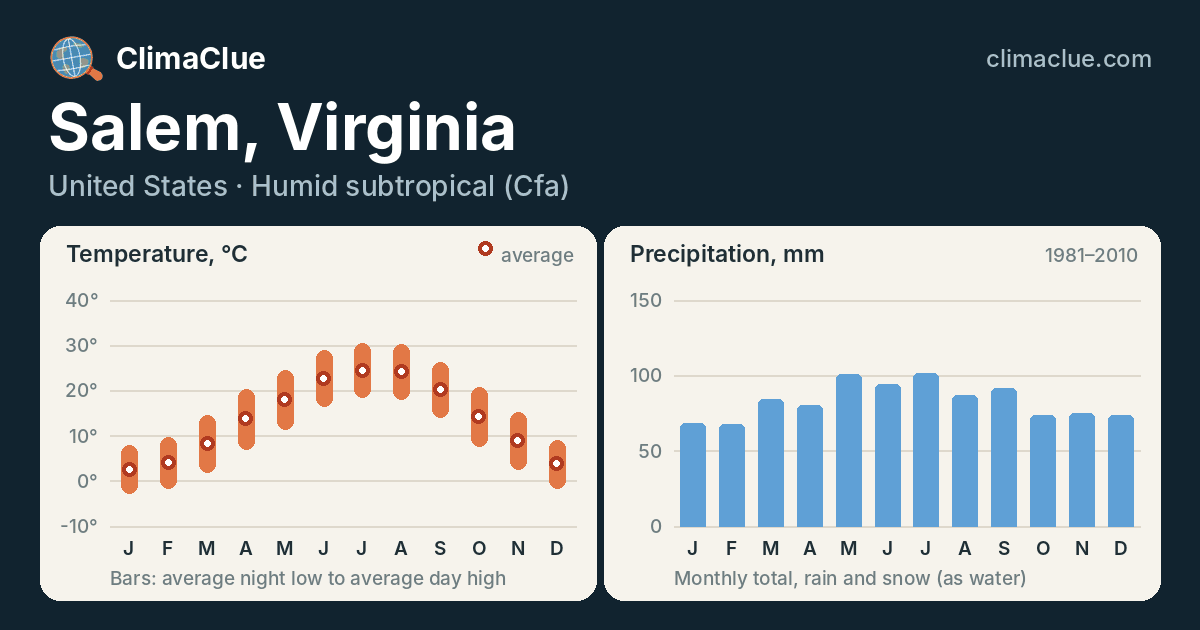 ClimaClue
climaclue.com
Salem, Virginia
United States · Humid subtropical (Cfa)
Temperature, °C
average
40°
30°
20°
10°
0°
-10°
J F M A M J J A S O N D
Bars: average night low to average day high
Precipitation, mm
1981–2010
150
100
50
0
J F M A M J J A S O N D
Monthly total, rain and snow (as water)